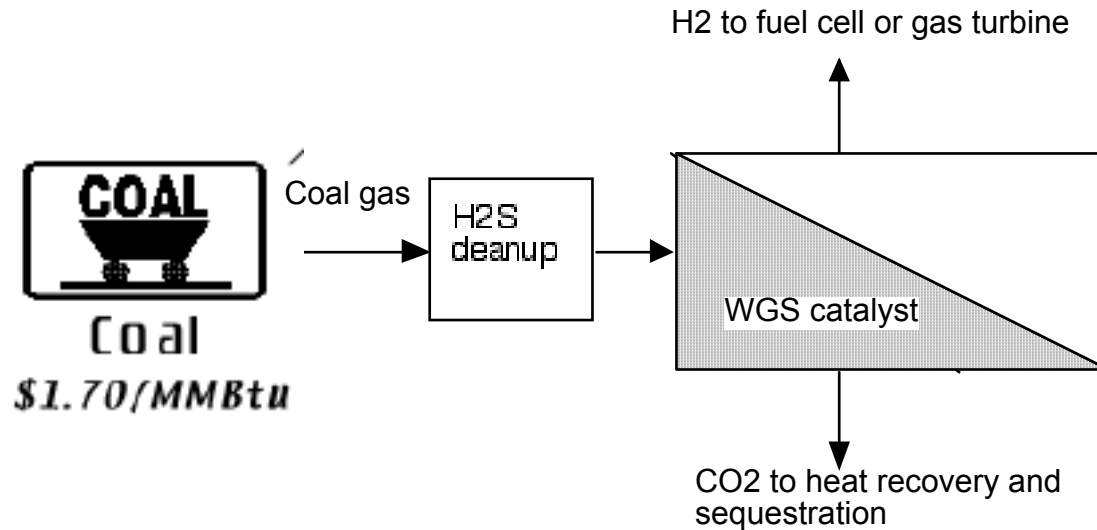 H2 to fuel cell or gas turbine
COAL
Coal gas
H2S
deanup
WGS catalyst
Coal
$1.70/MMBtu
CO2 to heat recovery and
sequestration